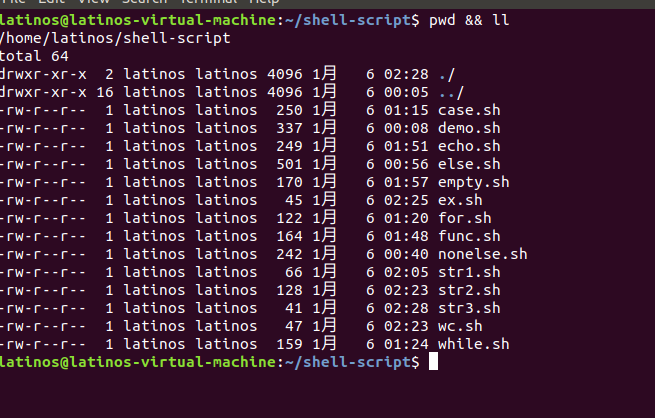 latinos@latinos-virtual-machine:~/shell-script$ pwd && ll
/home/latinos/shell-script
total 64
drwxr-xr-x  2 latinos latinos 4096 1月   6 02:28 ./
drwxr-xr-x 16 latinos latinos 4096 1月   6 00:05 ../
-rw-r--r--  1 latinos latinos  250 1月   6 01:15 case.sh
-rw-r--r--  1 latinos latinos  337 1月   6 00:08 demo.sh
-rw-r--r--  1 latinos latinos  249 1月   6 01:51 echo.sh
-rw-r--r--  1 latinos latinos  501 1月   6 00:56 else.sh
-rw-r--r--  1 latinos latinos  170 1月   6 01:57 empty.sh
-rw-r--r--  1 latinos latinos   45 1月   6 02:25 ex.sh
-rw-r--r--  1 latinos latinos  122 1月   6 01:20 for.sh
-rw-r--r--  1 latinos latinos  164 1月   6 01:48 func.sh
-rw-r--r--  1 latinos latinos  242 1月   6 00:40 nonelse.sh
-rw-r--r--  1 latinos latinos   66 1月   6 02:05 str1.sh
-rw-r--r--  1 latinos latinos  128 1月   6 02:23 str2.sh
-rw-r--r--  1 latinos latinos   41 1月   6 02:28 str3.sh
-rw-r--r--  1 latinos latinos   47 1月   6 02:23 wc.sh
-rw-r--r--  1 latinos latinos  159 1月   6 01:24 while.sh
latinos@latinos-virtual-machine:~/shell-script$